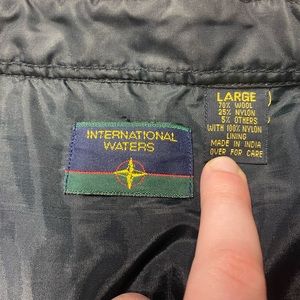 INTERNATIONAL
WATERS
LARGE
70% WOOL
25% NYLON
5% OTHERS
WITH 100% NYLON
LINING
MADE IN INDIA
OVER FOR CARE